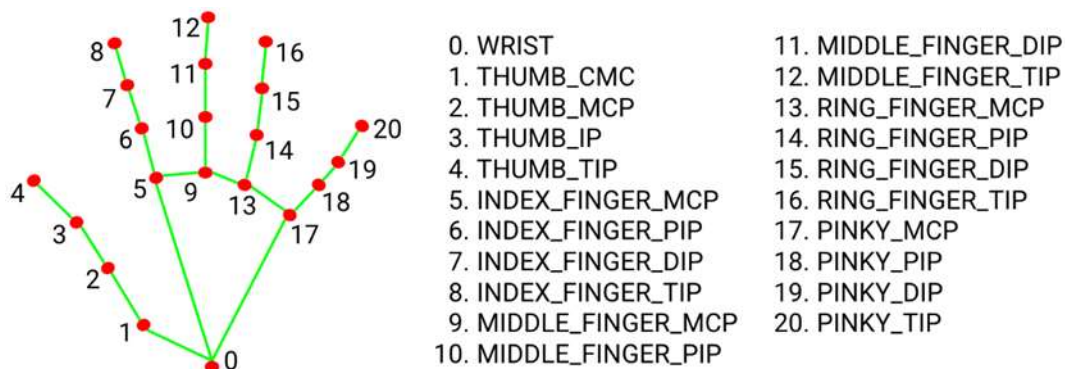 12
8
16
11
7
15
20
6
10
14
19
4
5
9
13
18
3
17
2
1
0
0. WRIST
1. THUMB_CMC
2. THUMB_MCP
3. THUMB_IP
4. THUMB_TIP
5. INDEX_FINGER_MCP
6. INDEX_FINGER_PIP
7. INDEX_FINGER_DIP
8. INDEX_FINGER_TIP
9. MIDDLE_FINGER_MCP
10. MIDDLE_FINGER_PIP
11. MIDDLE_FINGER_DIP
12. MIDDLE_FINGER_TIP
13. RING_FINGER_MCP
14. RING_FINGER_PIP
15. RING_FINGER_DIP
16. RING_FINGER_TIP
17. PINKY_MCP
18. PINKY_PIP
19. PINKY_DIP
20. PINKY_TIP